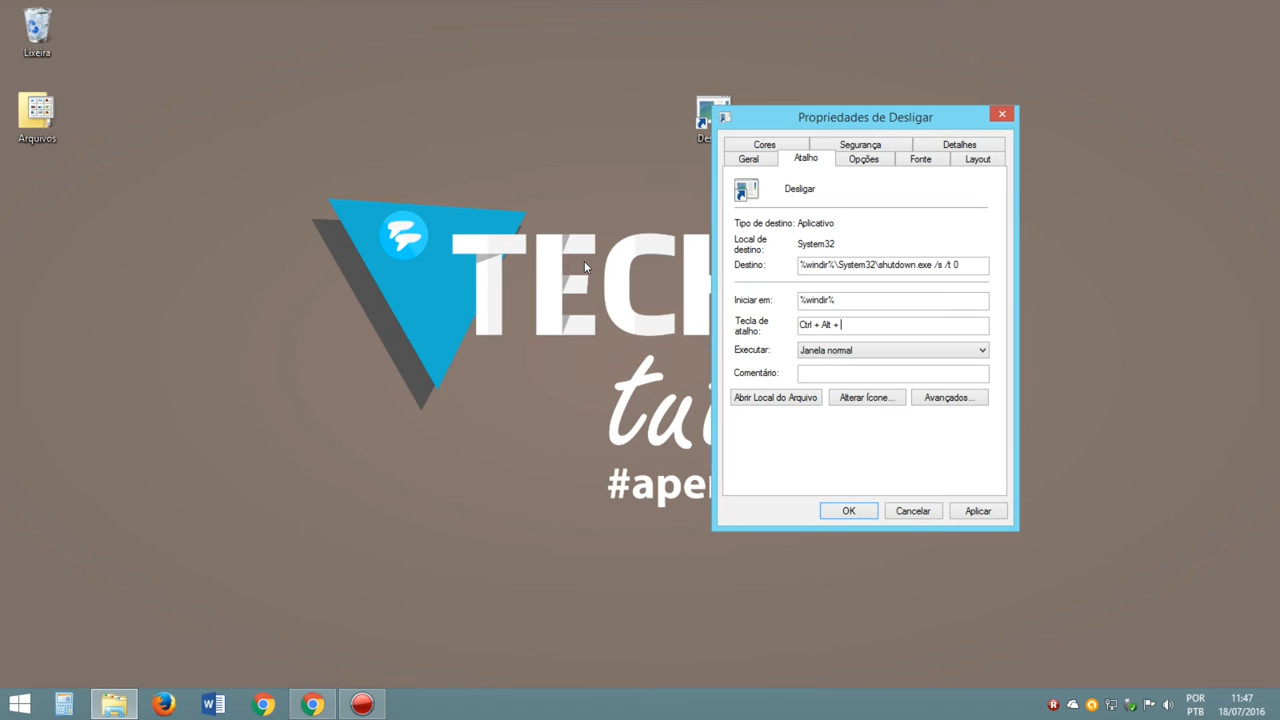 Lixeira
Arquivos
TECH
tu
#aper
Des
Propriedades de Desligar
Cores
Segurança
Detalhes
Geral
Atalho
Opções
Fonte
Layout
Desligar
Tipo de destino: Aplicativo
Local de destino: System32
Destino: %windir%\System32\shutdown.exe /s /t 0
Iniciar em: %windir%
Tecla de atalho: Ctrl + Alt +
Executar: Janela normal
Comentário:
Abrir Local do Arquivo
Alterar Ícone...
Avançados...
OK
Cancelar
Aplicar
POR
PTB
11:47
18/07/2016